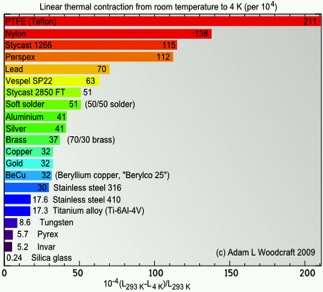 Linear thermal contraction from room temperature to 4 K (per 10⁴)
PTFE (Teflon) 211
Nylon 138
Stycast 1266 115
Perspex 112
Lead 70
Vespel SP22 63
Stycast 2850 FT 51
Soft solder 51 (50/50 solder)
Aluminium 41
Silver 41
Brass 37 (70/30 brass)
Copper 32
Gold 32
BeCu 32 (Beryllium copper, "Berylco 25")
30 Stainless steel 316
17.6 Stainless steel 410
17.3 Titanium alloy (Ti-6Al-4V)
8.6 Tungsten
5.7 Pyrex
5.2 Invar
0.24 Silica glass
(c) Adam L Woodcraft 2009
0 50 100 150 200
10⁻⁴(L₂₉₃ K-L₄ K)/L₂₉₃ K